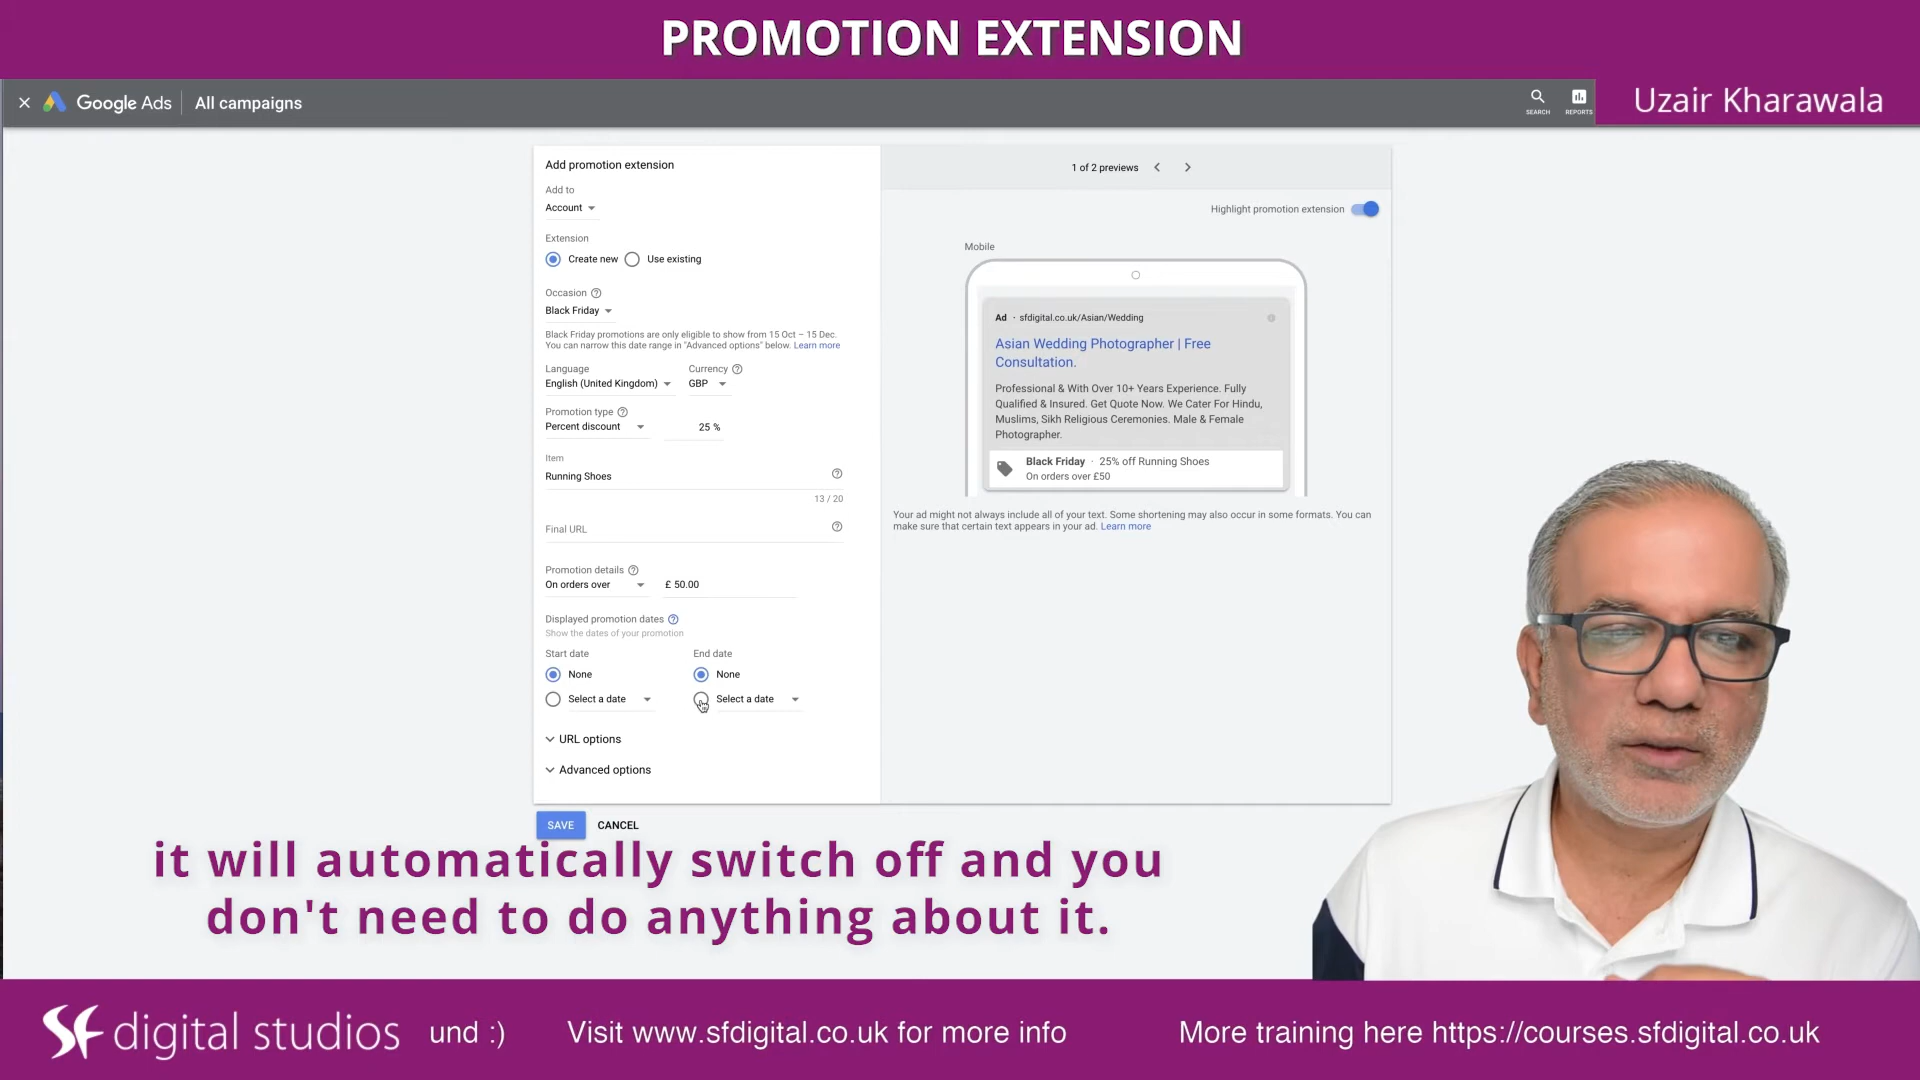 PROMOTION EXTENSION
Google Ads
All campaigns
SEARCH
REPORTS
Uzair Kharawala
Add promotion extension
Add to
Account
Extension
Create new
Use existing
Occasion
Black Friday
Black Friday promotions are only eligible to show from 15 Oct – 15 Dec.
You can narrow this date range in "Advanced options" below. Learn more
Language
Currency
English (United Kingdom)
GBP
Promotion type
Percent discount
25 %
Item
Running Shoes
13 / 20
Final URL
Promotion details
On orders over
£ 50.00
Displayed promotion dates
Show the dates of your promotion
Start date
End date
None
None
Select a date
Select a date
URL options
Advanced options
SAVE
CANCEL
1 of 2 previews
Highlight promotion extension
Mobile
Ad · sfdigital.co.uk/Asian/Wedding
Asian Wedding Photographer | Free
Consultation.
Professional & With Over 10+ Years Experience. Fully
Qualified & Insured. Get Quote Now. We Cater For Hindu,
Muslims, Sikh Religious Ceremonies. Male & Female
Photographer.
Black Friday · 25% off Running Shoes
On orders over £50
Your ad might not always include all of your text. Some shortening may also occur in some formats. You can
make sure that certain text appears in your ad. Learn more
it will automatically switch off and you
don't need to do anything about it.
SF digital studios
und :)
Visit www.sfdigital.co.uk for more info
More training here https://courses.sfdigital.co.uk